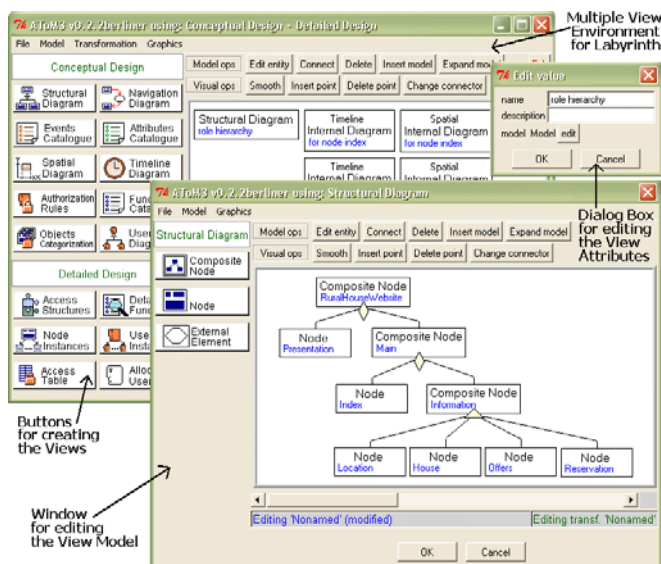 AToM3 v0.2.2berliner using: Conceptual Design - Detailed Design
File Model Transformation Graphics
Conceptual Design
Model ops Edit entity Connect Delete Insert model Expand model
Visual ops Smooth Insert point Delete point Change connector
Structural
Diagram
Navigation
Diagram
Events
Catalogue
Attributes
Catalogue
Spatial
Diagram
Timeline
Diagram
Authorization
Rules
Objects
Categorization
Detailed Design
Access
Structures
Node
Instances
Access
Table
Structural Diagram
role hierarchy
Timeline
Internal Diagram
for node index
Spatial
Internal Diagram
for node index
Timeline
Internal Diagram
Spatial
Internal Diagram
Multiple View
Environment
for Labyrinth
Edit value
name role hierarchy
description
model Model edit
OK Cancel
Dialog Box
for editing
the View
Attributes
AToM3 v0.2.2berliner using: Structural Diagram
File Model Graphics
Structural Diagram
Model ops Edit entity Connect Delete Insert model Expand model
Visual ops Smooth Insert point Delete point Change connector
Composite
Node
Node
External
Element
Composite Node
RuralHouseWebsite
Node
Presentation
Composite Node
Main
Node
Index
Composite Node
Information
Node
Location
Node
House
Node
Offers
Node
Reservation
Editing 'Nonamed' (modified)
Editing transf. 'Nonamed'
OK Cancel
Buttons
for creating
the Views
Window
for editing
the View Model